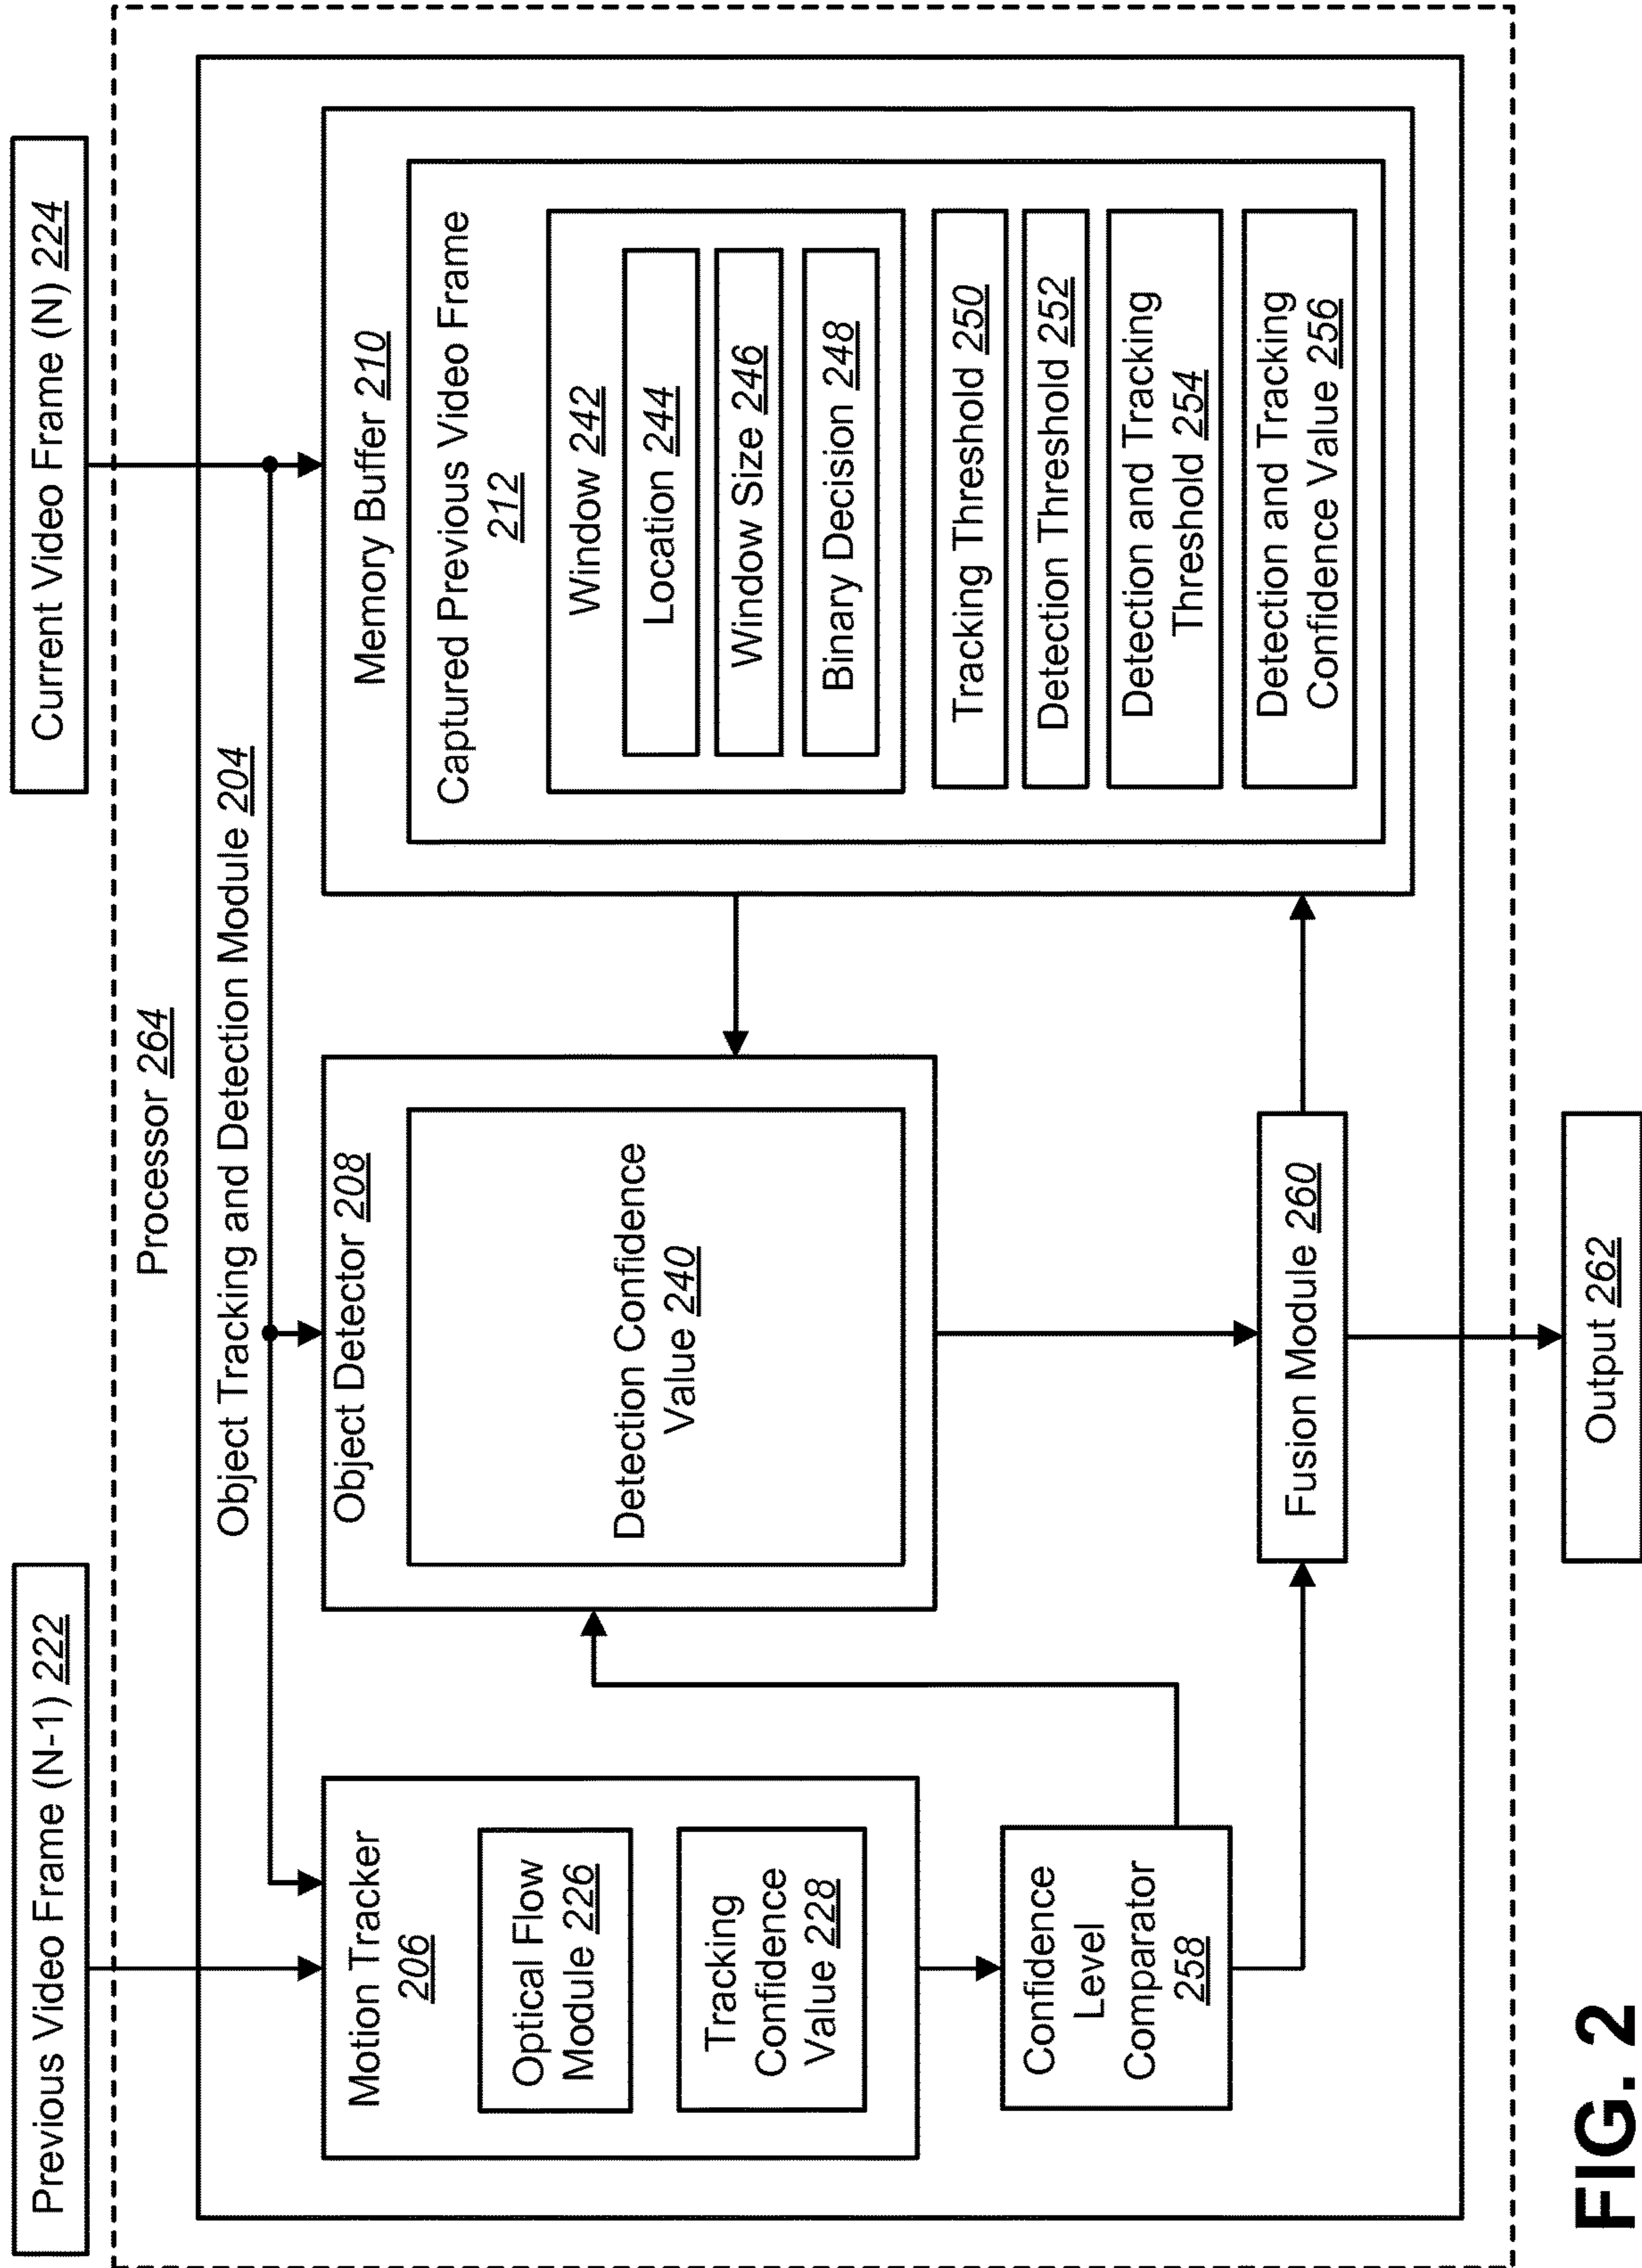 Previous Video Frame (N-1) 222
Current Video Frame (N) 224
Processor 264
Object Tracking and Detection Module 204
Motion Tracker
206
Optical Flow
Module 226
Tracking
Confidence
Value 228
Confidence
Level
Comparator
258
Object Detector 208
Detection Confidence
Value 240
Memory Buffer 210
Captured Previous Video Frame
212
Window 242
Location 244
Window Size 246
Binary Decision 248
Tracking Threshold 250
Detection Threshold 252
Detection and Tracking
Threshold 254
Detection and Tracking
Confidence Value 256
Fusion Module 260
Output 262
FIG. 2